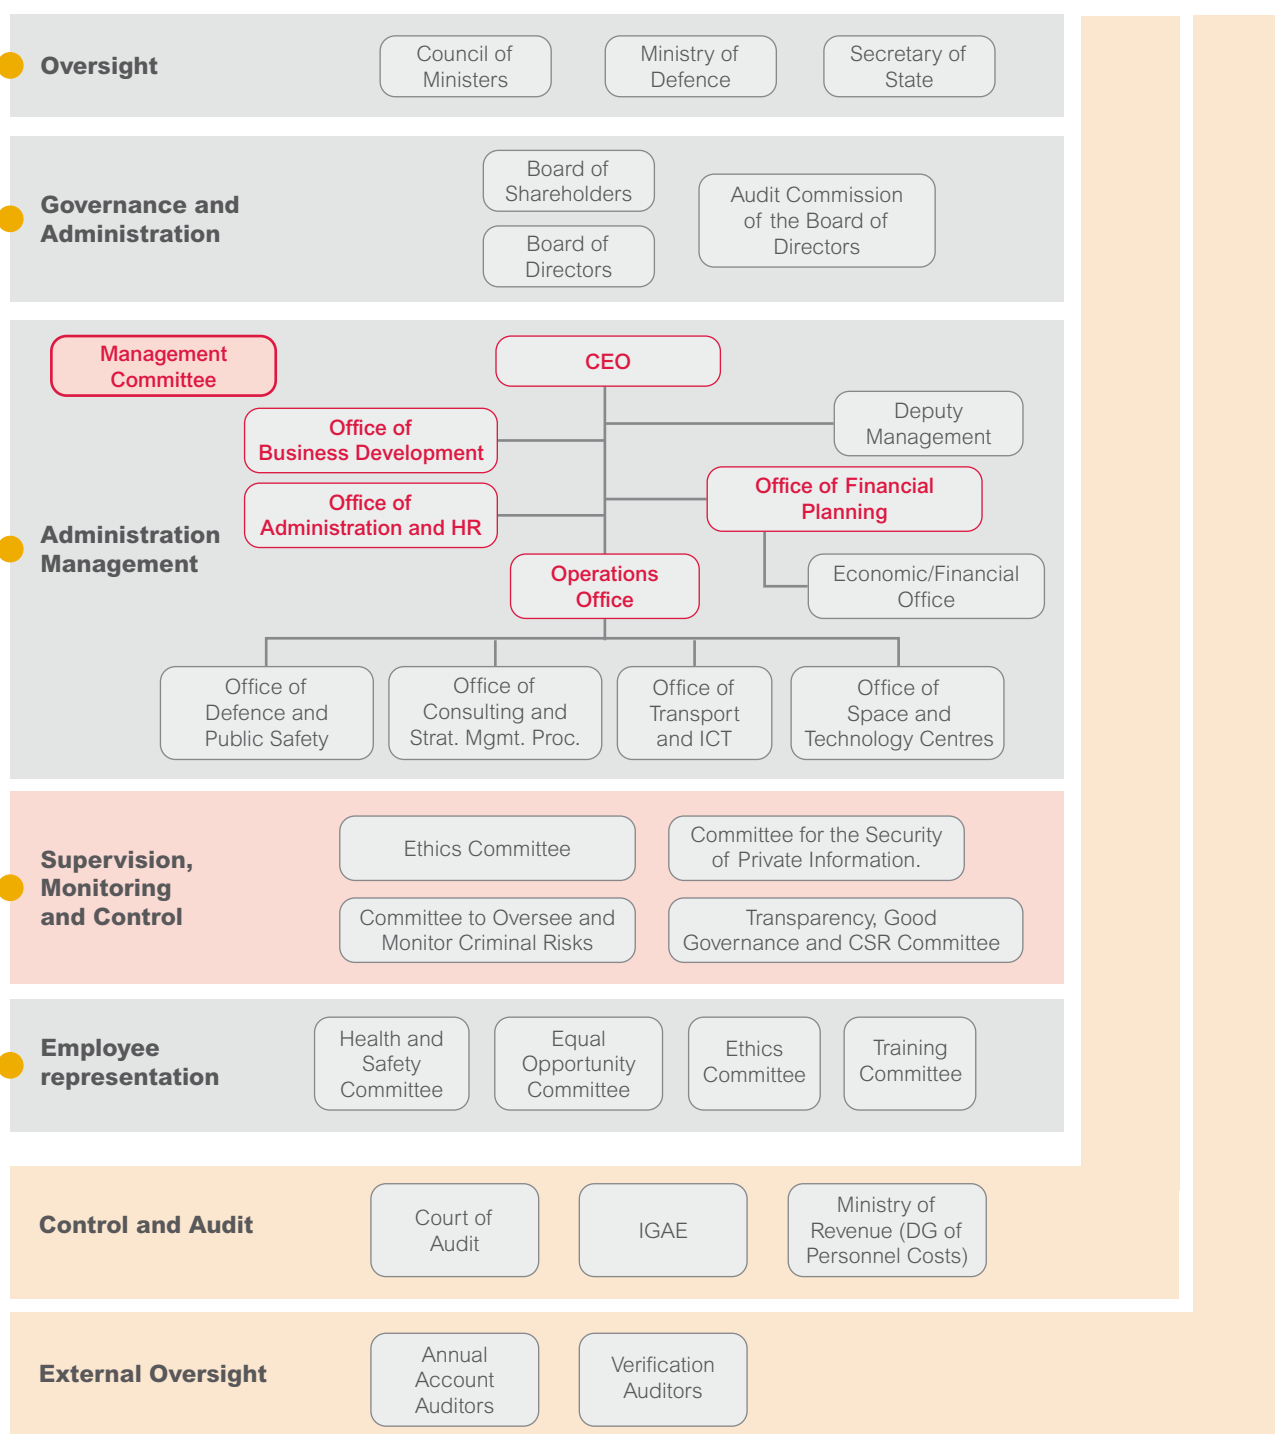 Oversight
Council of
Ministers
Ministry of
Defence
Secretary of
State
Governance and
Administration
Board of
Shareholders
Board of
Directors
Audit Commission
of the Board of
Directors
Administration
Management
Management
Committee
CEO
Office of
Business Development
Deputy
Management
Office of
Administration and HR
Office of Financial
Planning
Operations
Office
Economic/Financial
Office
Office of
Defence and
Public Safety
Office of
Consulting and
Strat. Mgmt. Proc.
Office of
Transport
and ICT
Office of
Space and
Technology Centres
Supervision,
Monitoring
and Control
Ethics Committee
Committee for the Security
of Private Information.
Committee to Oversee and
Monitor Criminal Risks
Transparency, Good
Governance and CSR Committee
Employee
representation
Health and
Safety
Committee
Equal
Opportunity
Committee
Ethics
Committee
Training
Committee
Control and Audit
Court of
Audit
IGAE
Ministry of
Revenue (DG of
Personnel Costs)
External Oversight
Annual
Account
Auditors
Verification
Auditors